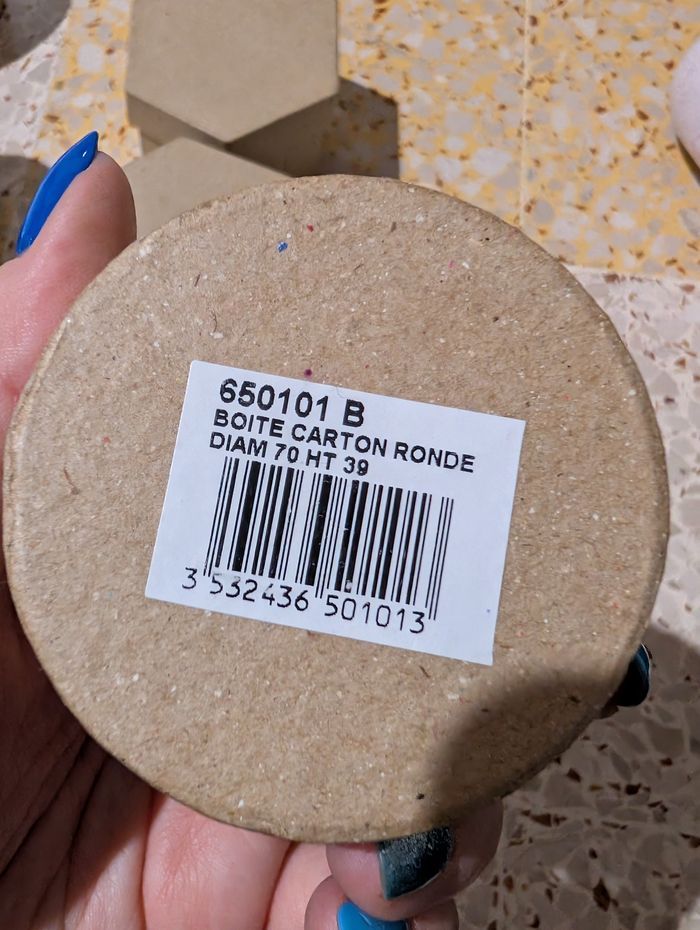 650101 B
BOITE CARTON RONDE
DIAM 70 HT 39
3 532436 501013